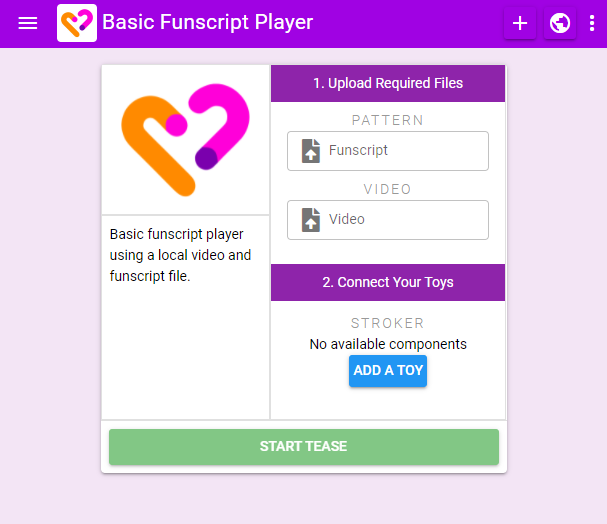 Basic Funscript Player
1. Upload Required Files
PATTERN
Funscript
VIDEO
Video
Basic funscript player
using a local video and
funscript file.
2. Connect Your Toys
STROKER
No available components
ADD A TOY
START TEASE